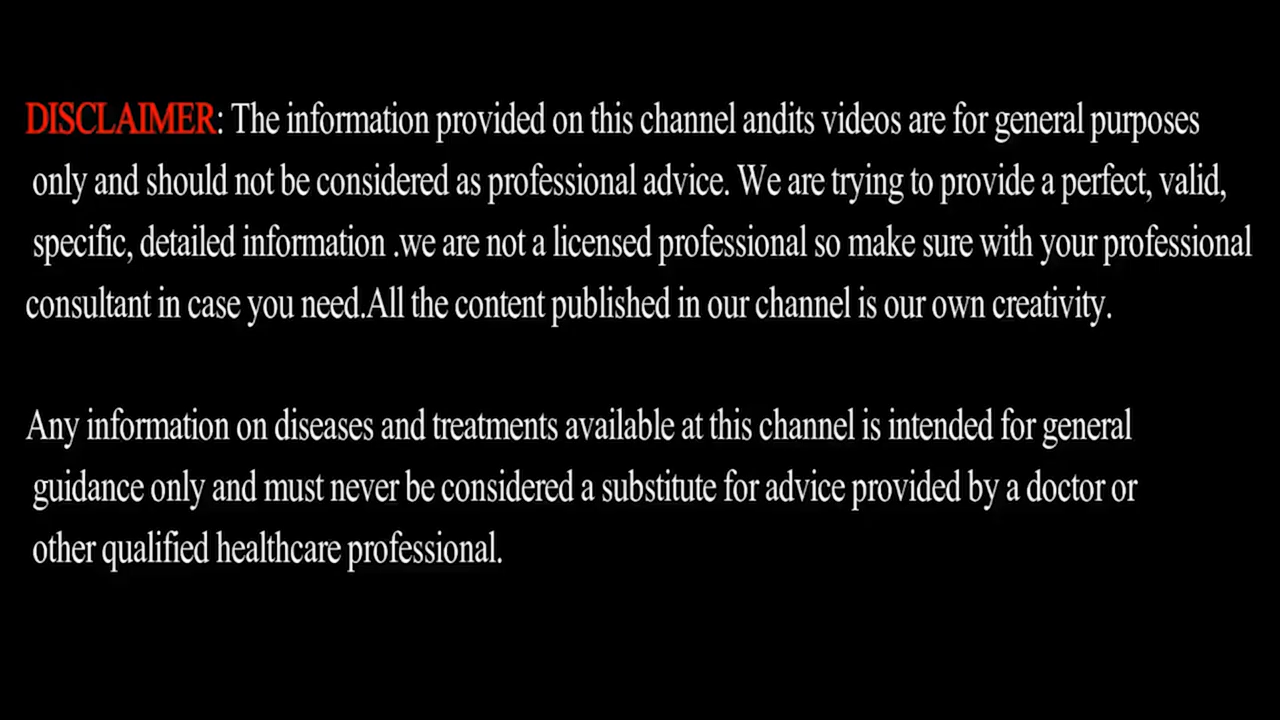 DISCLAIMER: The information provided on this channel andits videos are for general purposes
only and should not be considered as professional advice. We are trying to provide a perfect, valid,
specific, detailed information .we are not a licensed professional so make sure with your professional
consultant in case you need.All the content published in our channel is our own creativity.
Any information on diseases and treatments available at this channel is intended for general
guidance only and must never be considered a substitute for advice provided by a doctor or
other qualified healthcare professional.